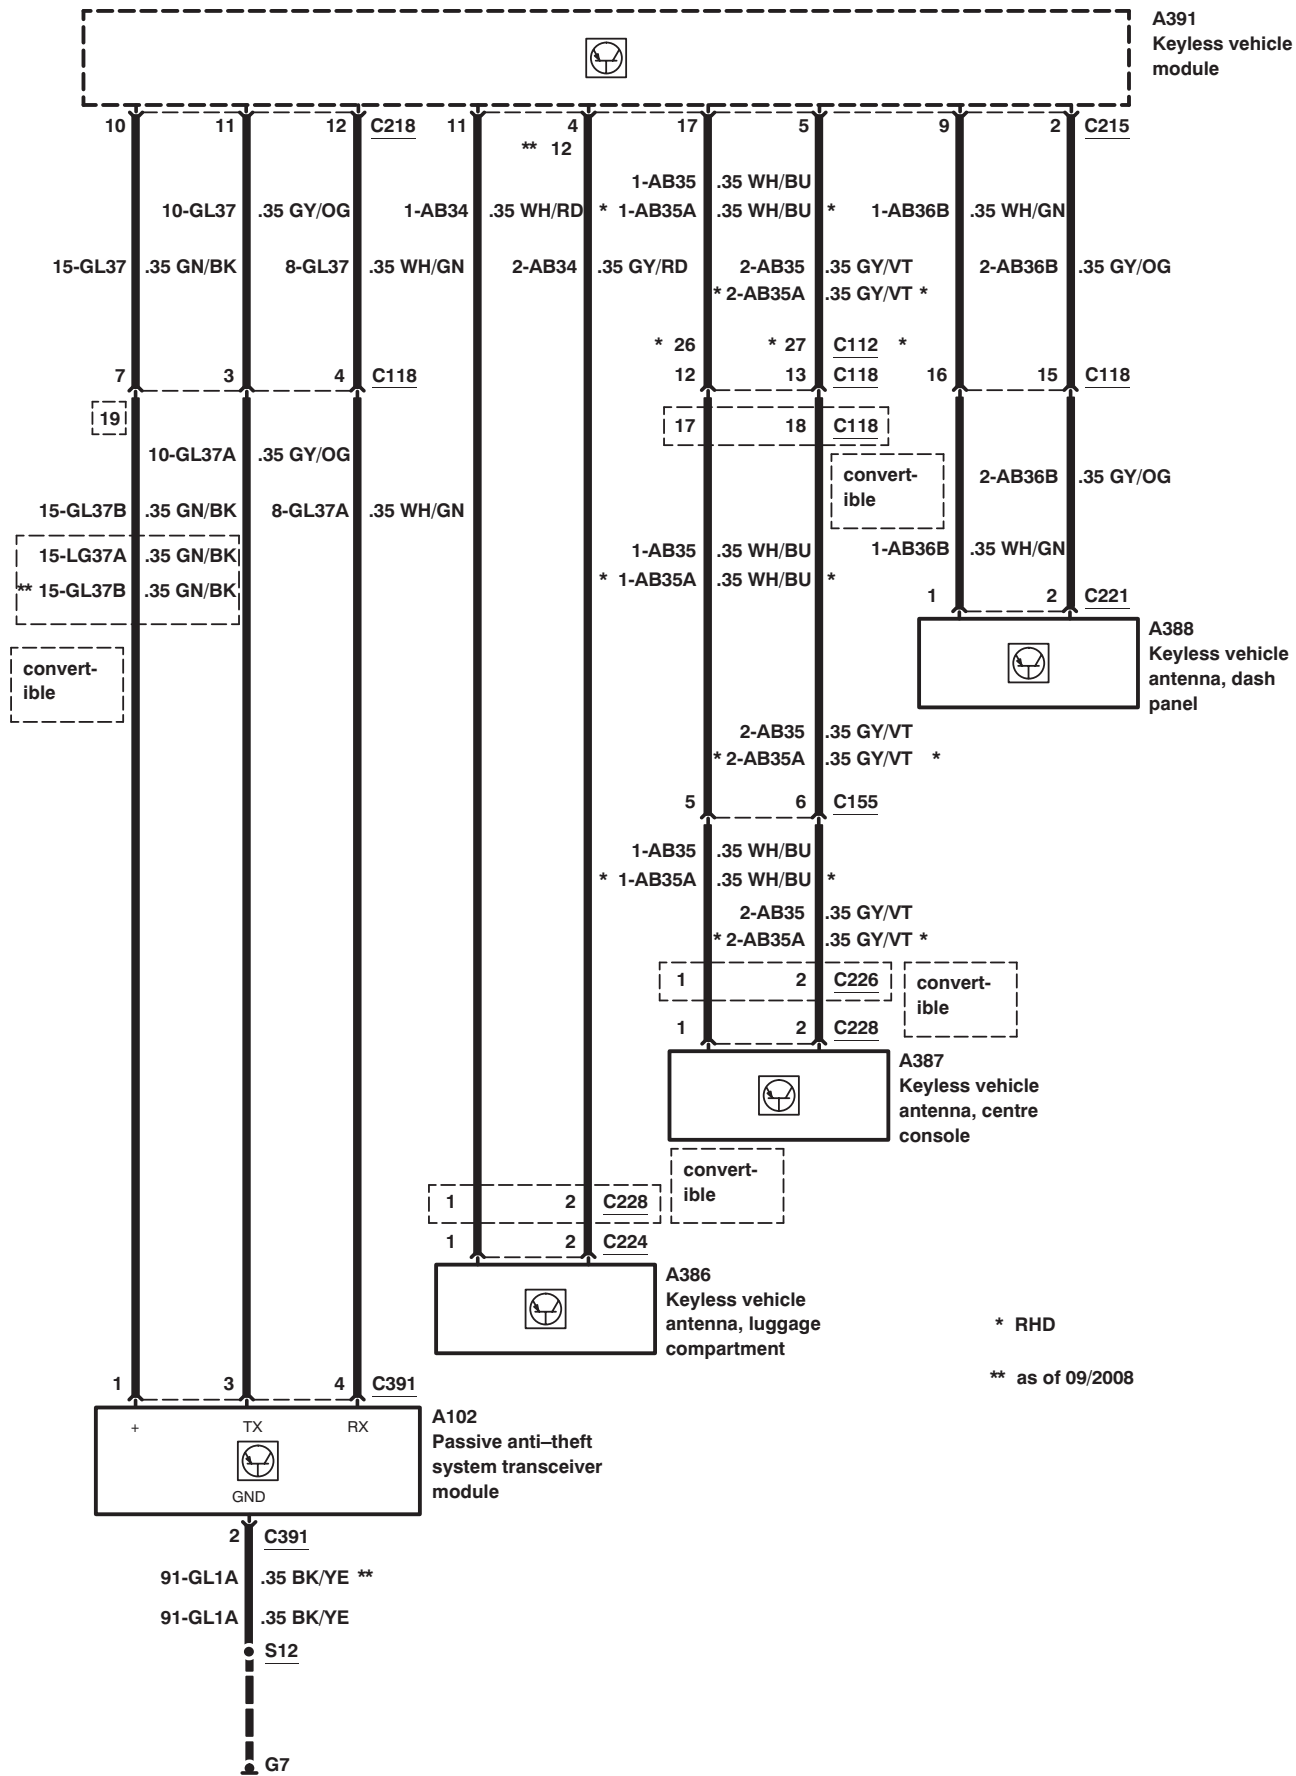 A391
Keyless vehicle
module
10 11 12 C218 11 4 17 5 9 2 C215
** 12
1-AB35 .35 WH/BU
10-GL37 .35 GY/OG 1-AB34 .35 WH/RD * 1-AB35A .35 WH/BU * 1-AB36B .35 WH/GN
15-GL37 .35 GN/BK 8-GL37 .35 WH/GN 2-AB34 .35 GY/RD 2-AB35 .35 GY/VT 2-AB36B .35 GY/OG
* 2-AB35A .35 GY/VT *
* 26 * 27 C112 *
7 3 4 C118 12 13 C118 16 15 C118
19 17 18 C118
10-GL37A .35 GY/OG
convert-
ible
2-AB36B .35 GY/OG
15-GL37B .35 GN/BK 8-GL37A .35 WH/GN
15-LG37A .35 GN/BK 1-AB35 .35 WH/BU 1-AB36B .35 WH/GN
** 15-GL37B .35 GN/BK * 1-AB35A .35 WH/BU *
1 2 C221
A388
Keyless vehicle
antenna, dash
panel
convert-
ible
2-AB35 .35 GY/VT
* 2-AB35A .35 GY/VT *
5 6 C155
1-AB35 .35 WH/BU
* 1-AB35A .35 WH/BU *
2-AB35 .35 GY/VT
* 2-AB35A .35 GY/VT *
1 2 C226
convert-
ible
1 2 C228
A387
Keyless vehicle
antenna, centre
console
convert-
ible
1 2 C228
1 2 C224
A386
Keyless vehicle
antenna, luggage
compartment
* RHD
** as of 09/2008
1 3 4 C391
+ TX RX
GND
A102
Passive anti–theft
system transceiver
module
2 C391
91-GL1A .35 BK/YE **
91-GL1A .35 BK/YE
S12
G7